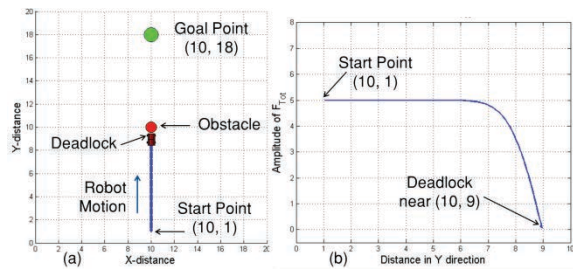 20
18
16
14
12
10
8
6
4
2
0
Y-distance
Goal Point
(10, 18)
Obstacle
Deadlock
Robot
Motion
Start Point
(10, 1)
0 2 4 6 8 10 12 14 16 18 20
X-distance
(a)
8
7
6
5
4
3
2
1
0
Amplitude of F_Tot
Start Point
(10, 1)
Deadlock
near (10, 9)
0 1 2 3 4 5 6 7 8 9 10
Distance in Y direction
(b)